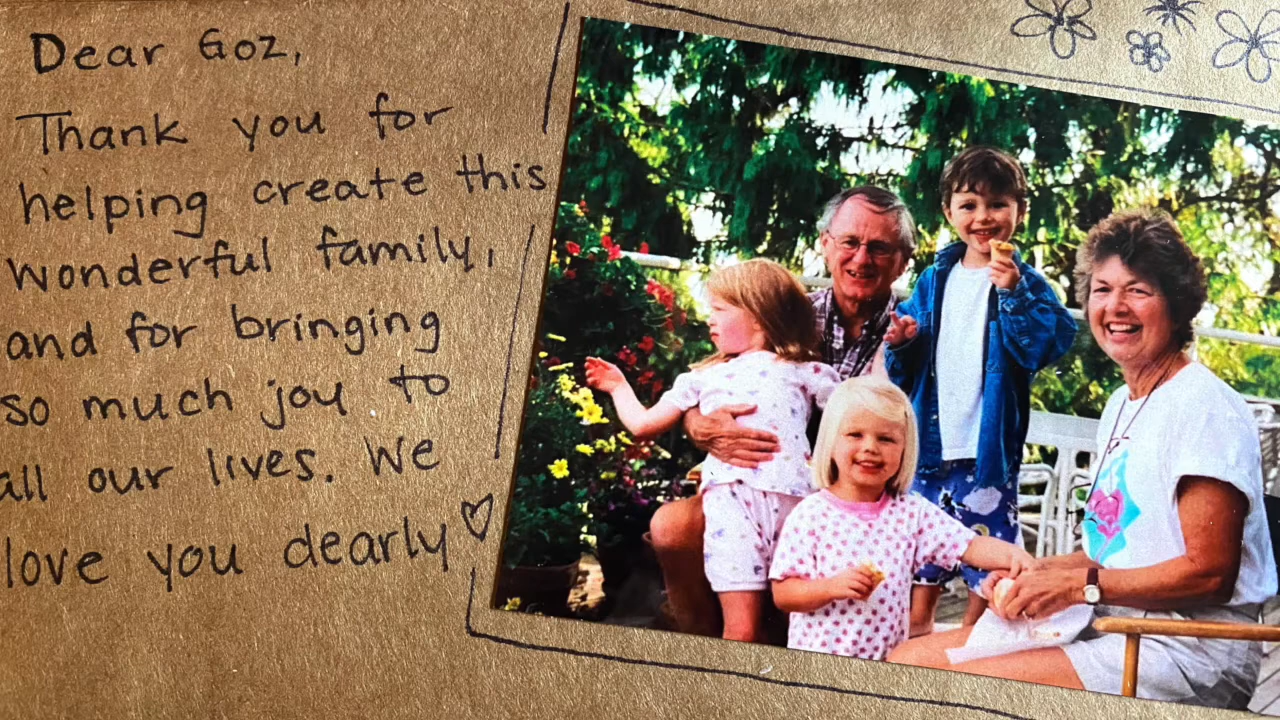 Dear Goz,
Thank you for
helping create this
wonderful family,
and for bringing
so much joy to
all our lives. We
love you dearly ♡